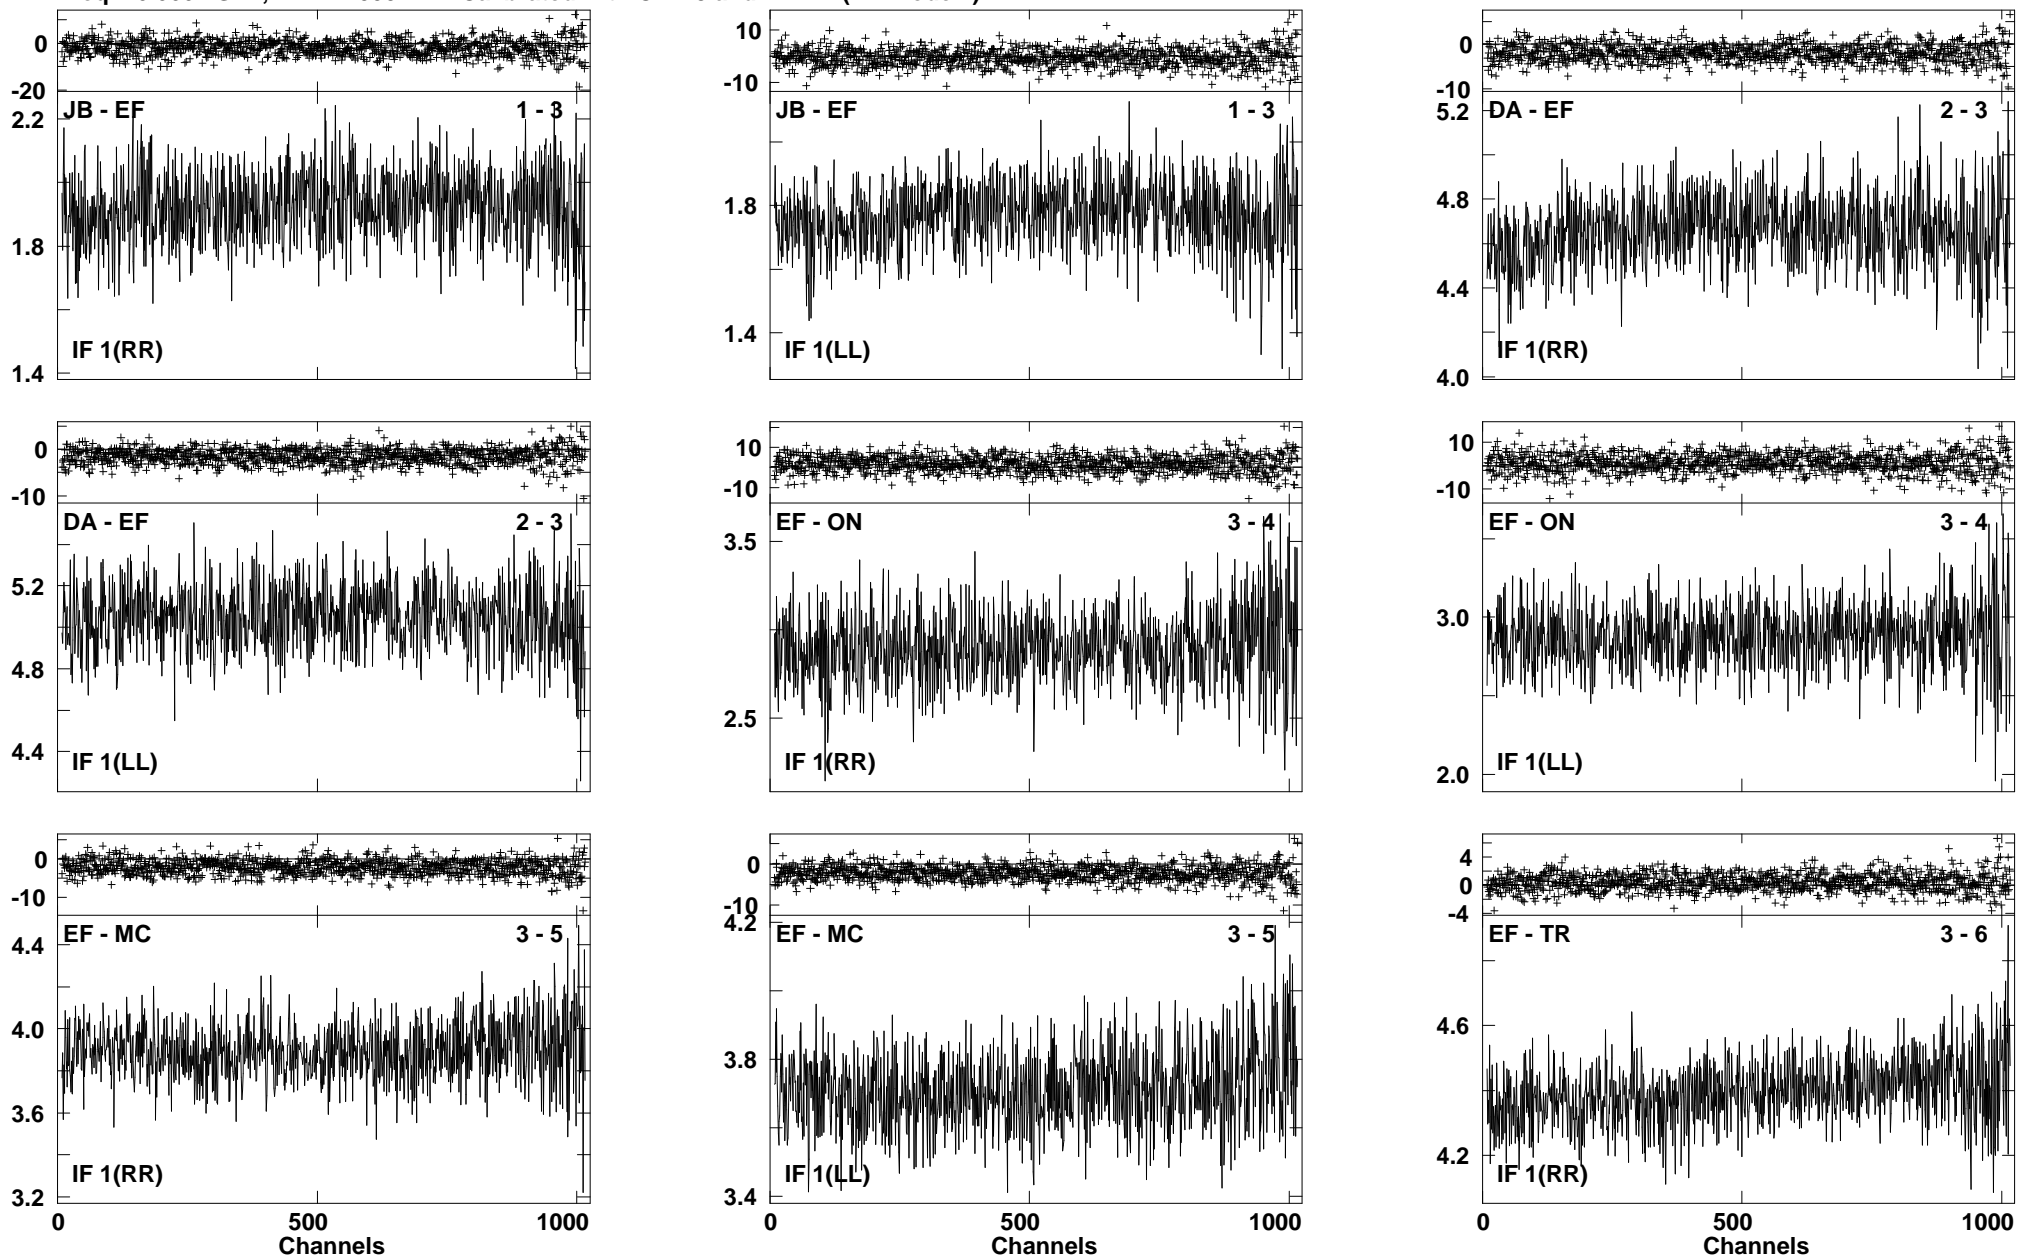 0
-20
JB - EF 1 - 3
2.2
1.8
1.4
IF 1(RR)
10
-10
JB - EF 1 - 3
1.8
1.4
IF 1(LL)
0
-10
DA - EF 2 - 3
5.2
4.8
4.4
4.0
IF 1(RR)
0
-10
DA - EF 2 - 3
5.2
4.8
4.4
IF 1(LL)
10
-10
EF - ON 3 - 4
3.5
2.5
IF 1(RR)
10
-10
EF - ON 3 - 4
3.0
2.0
IF 1(LL)
0
-10
EF - MC 3 - 5
4.4
4.0
3.6
3.2
IF 1(RR)
0 500 1000
Channels
0
-10
4.2
EF - MC 3 - 5
3.8
3.4
IF 1(LL)
0 500 1000
Channels
4
0
-4
EF - TR 3 - 6
4.6
4.2
IF 1(RR)
0 500 1000
Channels